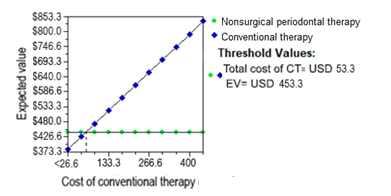 $853.3
$800.0
$746.6
$693.3
$640.0
$586.6
$533.3
$480.0
$426.6
$373.3
Expected value
<26.6
133.3
266.6
400
Cost of conventional therapy
Nonsurgical periodontal therapy
Conventional therapy
Threshold Values:
Total cost of CT= USD 53.3
EV= USD 453.3